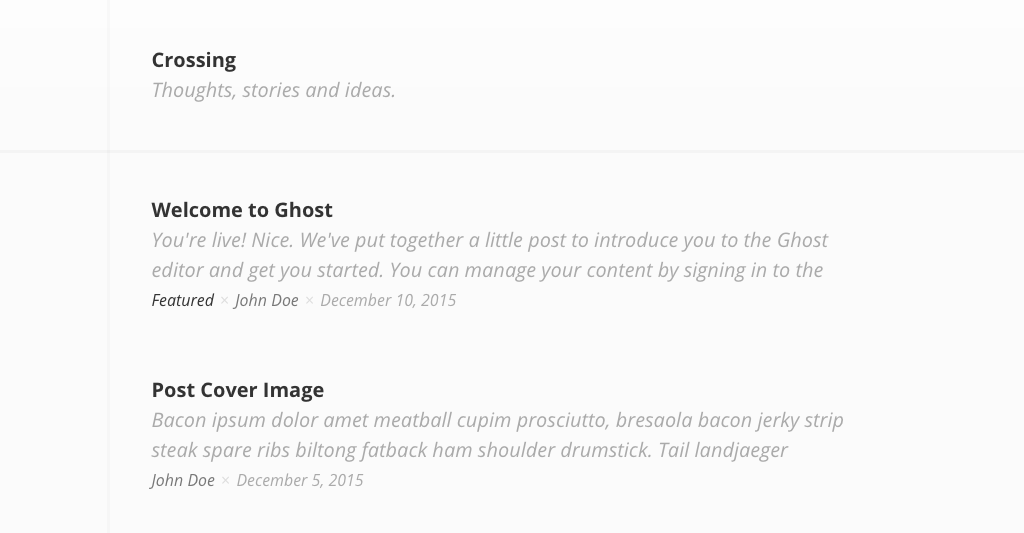 Crossing
Thoughts, stories and ideas.
Welcome to Ghost
You're live! Nice. We've put together a little post to introduce you to the Ghost
editor and get you started. You can manage your content by signing in to the
Featured × John Doe × December 10, 2015
Post Cover Image
Bacon ipsum dolor amet meatball cupim prosciutto, bresaola bacon jerky strip
steak spare ribs biltong fatback ham shoulder drumstick. Tail landjaeger
John Doe × December 5, 2015